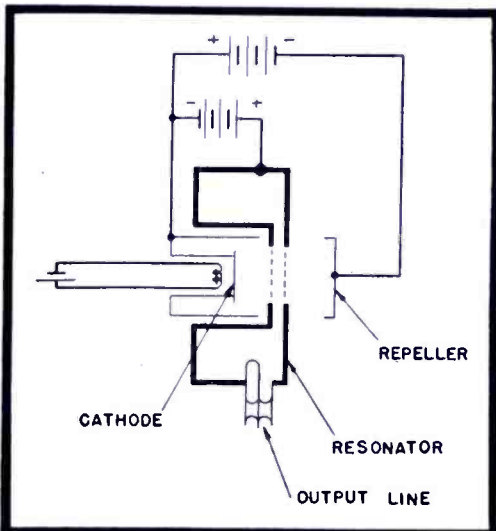 + -
- +
REPELLER
CATHODE
RESONATOR
OUTPUT LINE